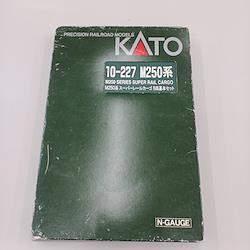 PRECISION RAILROAD MODELS
KATO
10-227 M250系
M250 SERIES SUPER RAIL CARGO
M250系 スーパーレールカーゴ 8両基本セット
N-GAUGE